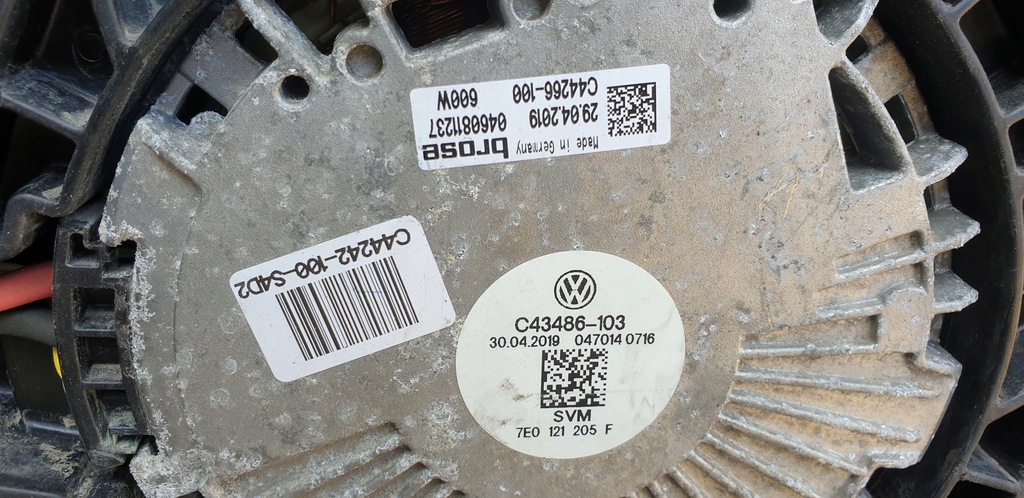 Made in Germany
brose
29.04.2019 0460811237
C44266-100 600W
C44242-100-S4D2
C43486-103
30.04.2019 047014 0716
SVM
7E0 121 205 F